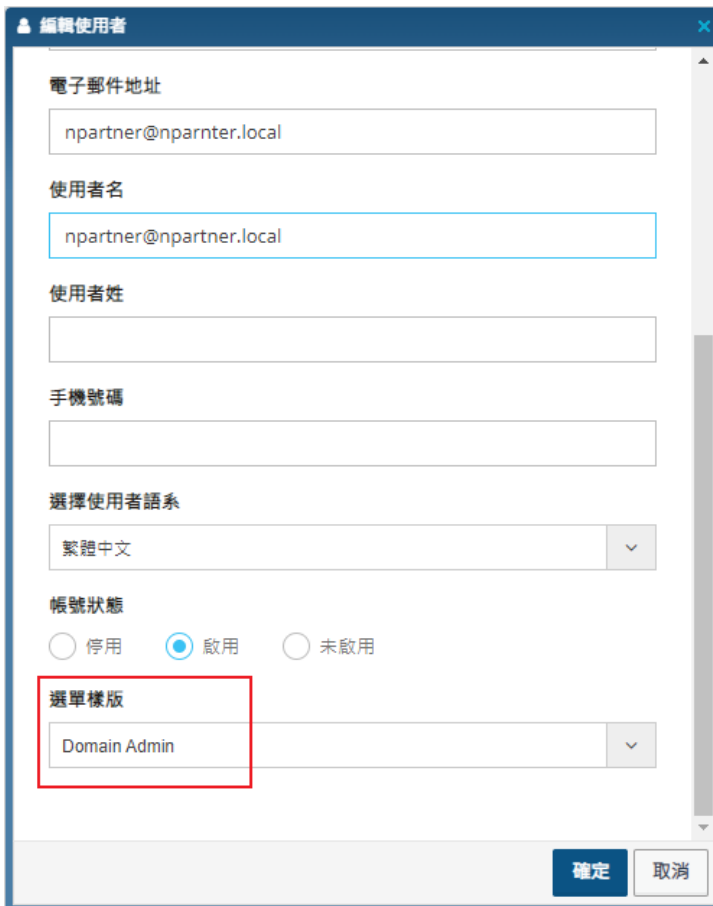 編輯使用者
電子郵件地址
npartner@nparnter.local
使用者名
npartner@npartner.local
使用者姓
手機號碼
選擇使用者語系
繁體中文
帳號狀態
停用 啟用 未啟用
選單樣版
Domain Admin
確定 取消